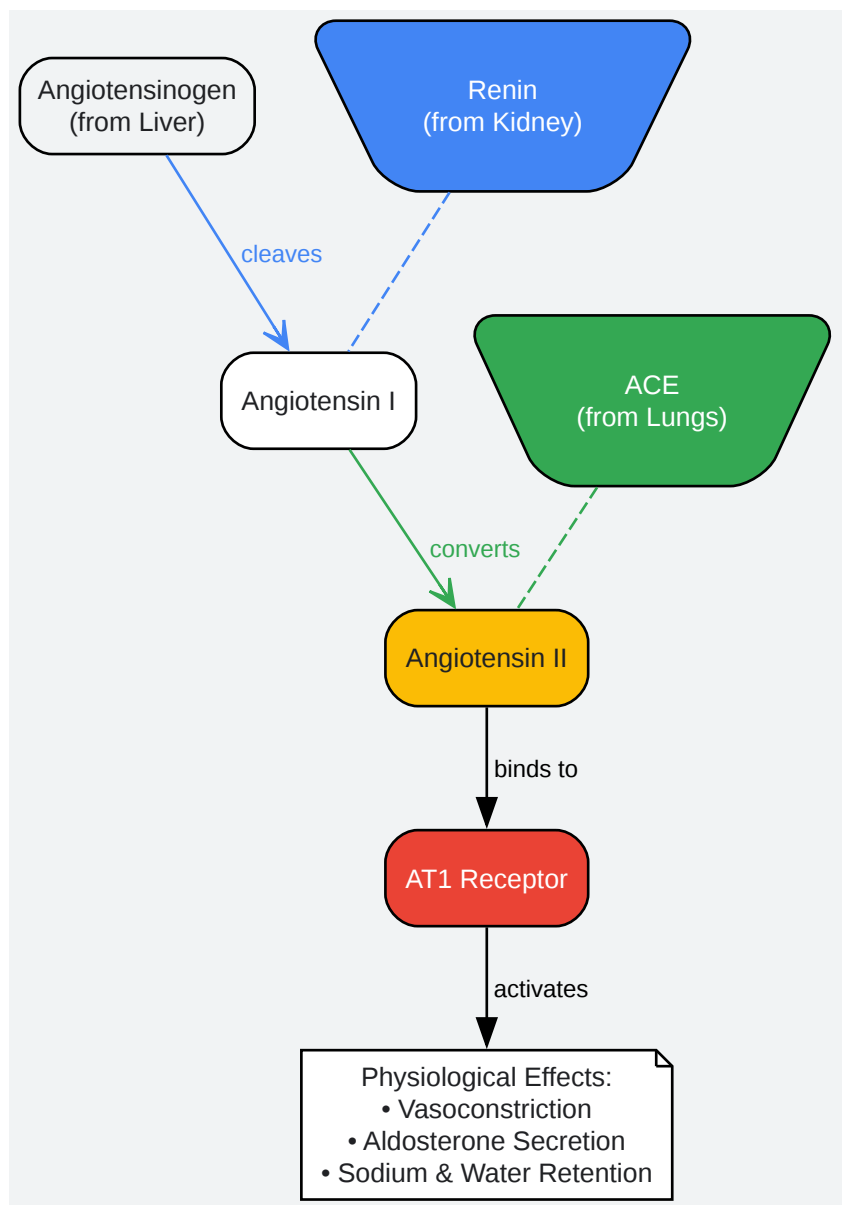 Angiotensinogen
(from Liver)
Renin
(from Kidney)
cleaves
Angiotensin I
ACE
(from Lungs)
converts
Angiotensin II
binds to
AT1 Receptor
activates
Physiological Effects:
• Vasoconstriction
• Aldosterone Secretion
• Sodium & Water Retention